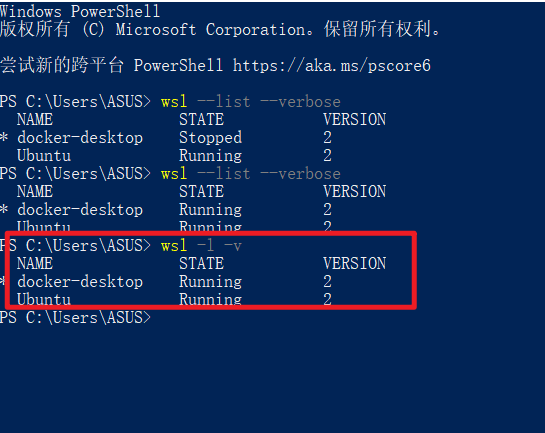 Windows PowerShell
版权所有 (C) Microsoft Corporation。保留所有权利。
尝试新的跨平台 PowerShell https://aka.ms/pscore6
PS C:\Users\ASUS> wsl --list --verbose
  NAME              STATE           VERSION
* docker-desktop    Stopped         2
  Ubuntu            Running         2
PS C:\Users\ASUS> wsl --list --verbose
  NAME              STATE           VERSION
* docker-desktop    Running         2
  Ubuntu            Running         2
PS C:\Users\ASUS> wsl -l -v
  NAME              STATE           VERSION
* docker-desktop    Running         2
  Ubuntu            Running         2
PS C:\Users\ASUS>